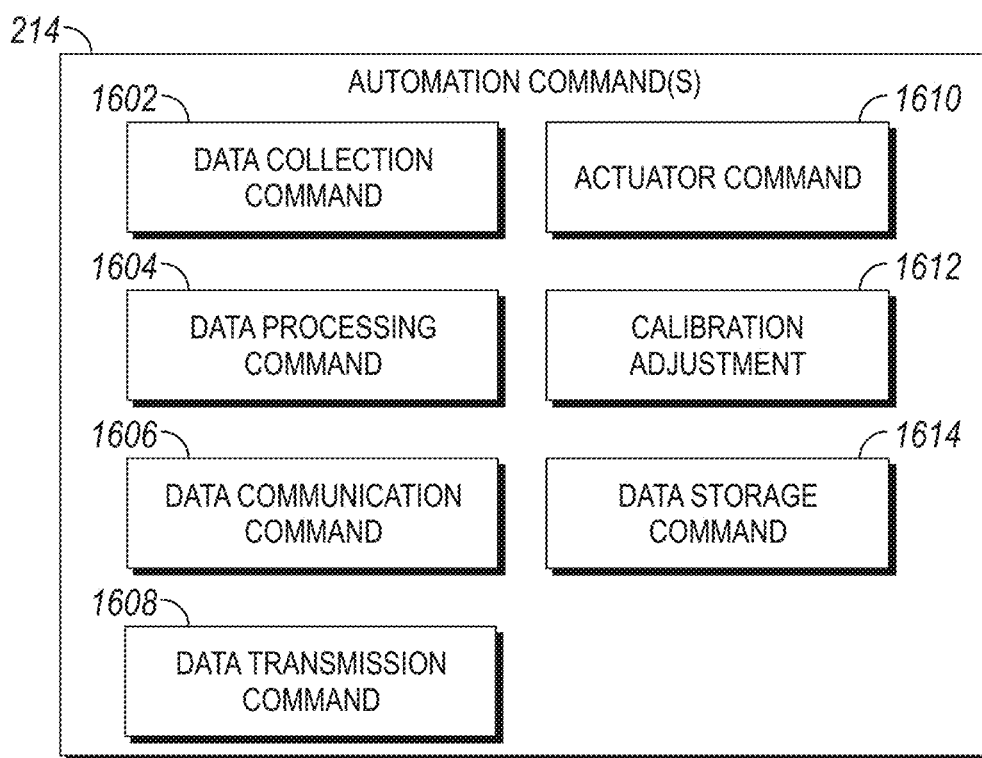 214
AUTOMATION COMMAND(S)
1602
DATA COLLECTION
COMMAND
1610
ACTUATOR COMMAND
1604
DATA PROCESSING
COMMAND
1612
CALIBRATION
ADJUSTMENT
1606
DATA COMMUNICATION
COMMAND
1614
DATA STORAGE
COMMAND
1608
DATA TRANSMISSION
COMMAND